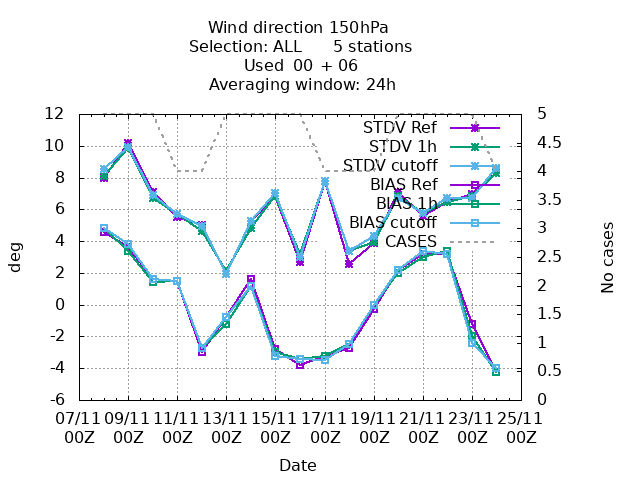 Wind direction 150hPa
Selection: ALL 5 stations
Used 00 + 06
Averaging window: 24h
12
10
8
6
4
2
0
-2
-4
-6
deg
5
4.5
4
3.5
3
2.5
2
1.5
1
0.5
0
No cases
STDV Ref
STDV 1h
STDV cutoff
BIAS Ref
BIAS 1h
BIAS cutoff
CASES
07/11 09/11 11/11 13/11 15/11 17/11 19/11 21/11 23/11 25/11
00Z 00Z 00Z 00Z 00Z 00Z 00Z 00Z 00Z 00Z
Date